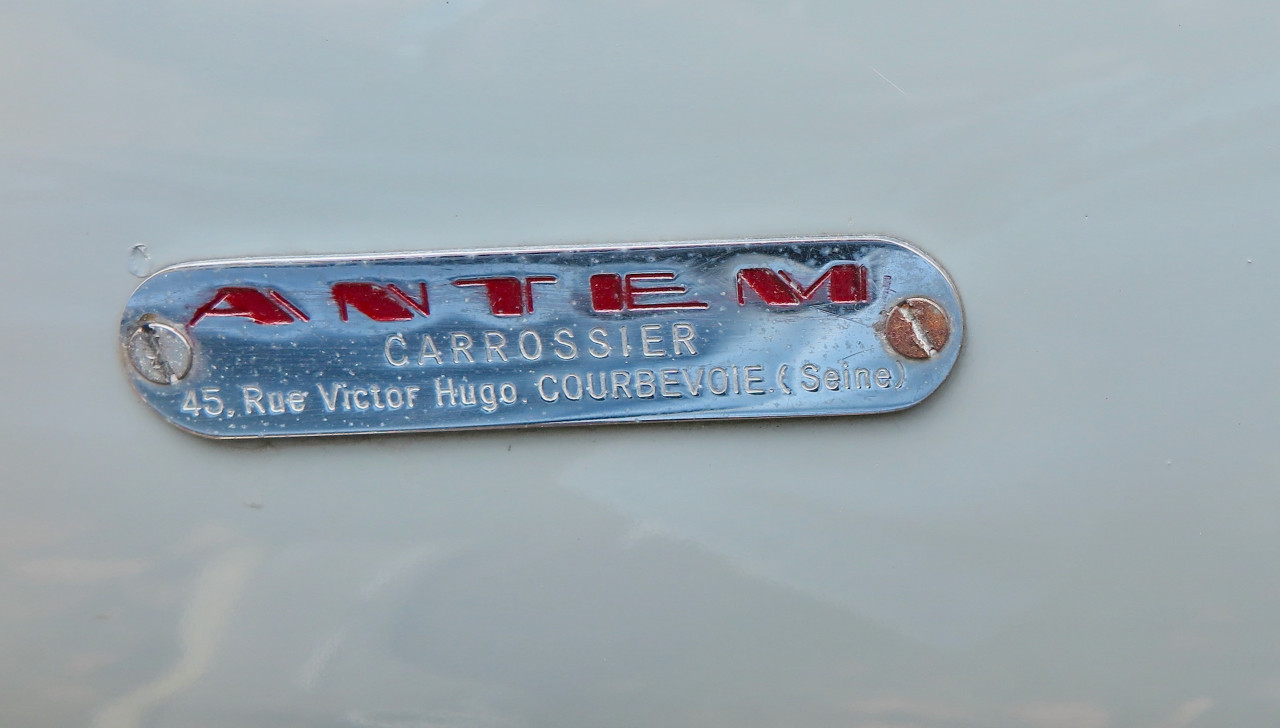 ANTEM
CARROSSIER
45, Rue Victor Hugo. COURBEVOIE.(Seine)